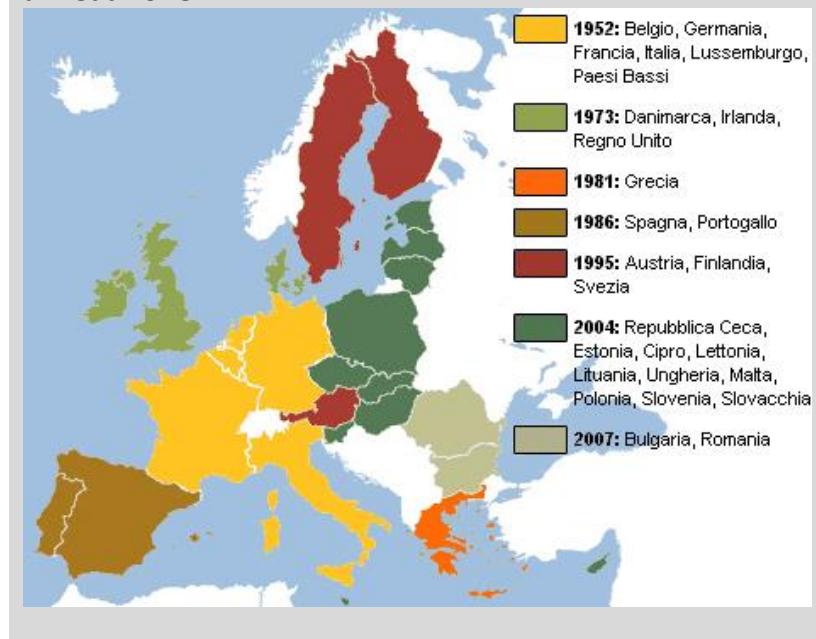 1952: Belgio, Germania,
Francia, Italia, Lussemburgo,
Paesi Bassi
1973: Danimarca, Irlanda,
Regno Unito
1981: Grecia
1986: Spagna, Portogallo
1995: Austria, Finlandia,
Svezia
2004: Repubblica Ceca,
Estonia, Cipro, Lettonia,
Lituania, Ungheria, Malta,
Polonia, Slovenia, Slovacchia
2007: Bulgaria, Romania